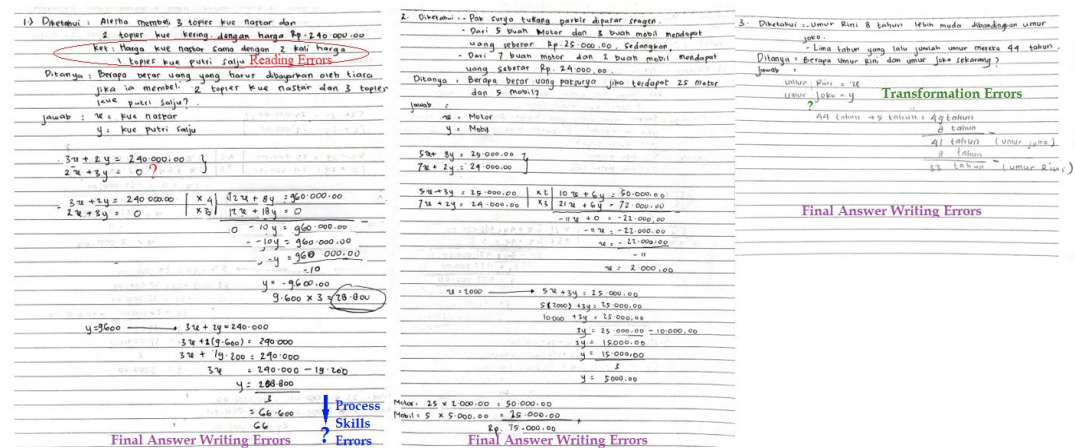 1.) Diketahui : Aiesha membeli 3 toples kue nastar dan
2 toples kue kering dengan harga Rp. 240.000.00
Ket : Harga kue nastar sama dengan 2 kali harga
1 toples kue putri salju Reading Errors
Ditanya : Berapa besar uang yang harus dibayarkan oleh tiara
jika ia membeli 2 toples kue nastar dan 3 toples
kue putri salju?
Jawab : x = kue nastar
y = kue putri salju
3x + 2y = 240.000.00
2x + 3y = 0 ?
3x + 2y = 240.000.00 | x 4 | 12x + 8y = 960.000.00
2x + 3y = 0 | x | 12x + 18y = 0
0 - 10y = 960.000.00
- 10y = 960.000.00
-y = 960.000.00
-10
y = -9.600.00
9.600 x 3 = 28.800
y = 9600 → 3x + 2y = 240.000
3x + 2(9.600) = 240.000
3x + 19.200 = 240.000
3x = 240.000 - 19.200
y = 288.800
3
= 66.600
66
Process
Skills
? Errors
Final Answer Writing Errors
2. Diketahui : - Pak Surya tukang parkir dipasar sragen.
- Dari 5 buah Motor dan 3 buah mobil mendapat
uang sebesar Rp. 25.000.00, Sedangkan,
- Dari 7 buah motor dan 2 buah mobil mendapat
uang sebesar Rp. 24.000.00.
Ditanya : Berapa besar uang pak surya jika terdapat 25 motor
dan 5 mobil?
Jawab :
x = Motor
y = Mobil
5x + 3y = 25.000.00
7x + 2y = 24.000.00
5x + 3y = 25.000.00 | x2 | 10x + 6y = 50.000.00
7x + 2y = 24.000.00 | x3 | 21x + 6y = 72.000.00
-11x + 0 = -22.000.00
-11x = -22.000.00
x = -22.000.00
-11
x = 2.000.00
x = 2000 → 5x + 3y = 25.000.00
5(2000) + 3y = 25.000.00
10.000 + 3y = 25.000.00
3y = 25.000.00 - 10.000.00
3y = 15.000.00
y = 15.000.00
3
y = 5000.00
Motor : 25 x 2.000.00 = 50.000.00
Mobil = 5 x 5.000.00 = 25.000.00
Rp. 75.000.00
Final Answer Writing Errors
3. Diketahui : - Umur Rini 8 tahun lebih muda dibandingkan umur
joko.
- Lima tahun yang lalu jumlah umur mereka 44 tahun.
Ditanya : Berapa umur Rini dan umur joko sekarang?
Jawab :
umur Rini = x
umur joko = y Transformation Errors
?
44 tahun + 5 tahun = 49 tahun
8 tahun
41 tahun (umur joko)
8 tahun
33 tahun (umur Rini)
Final Answer Writing Errors